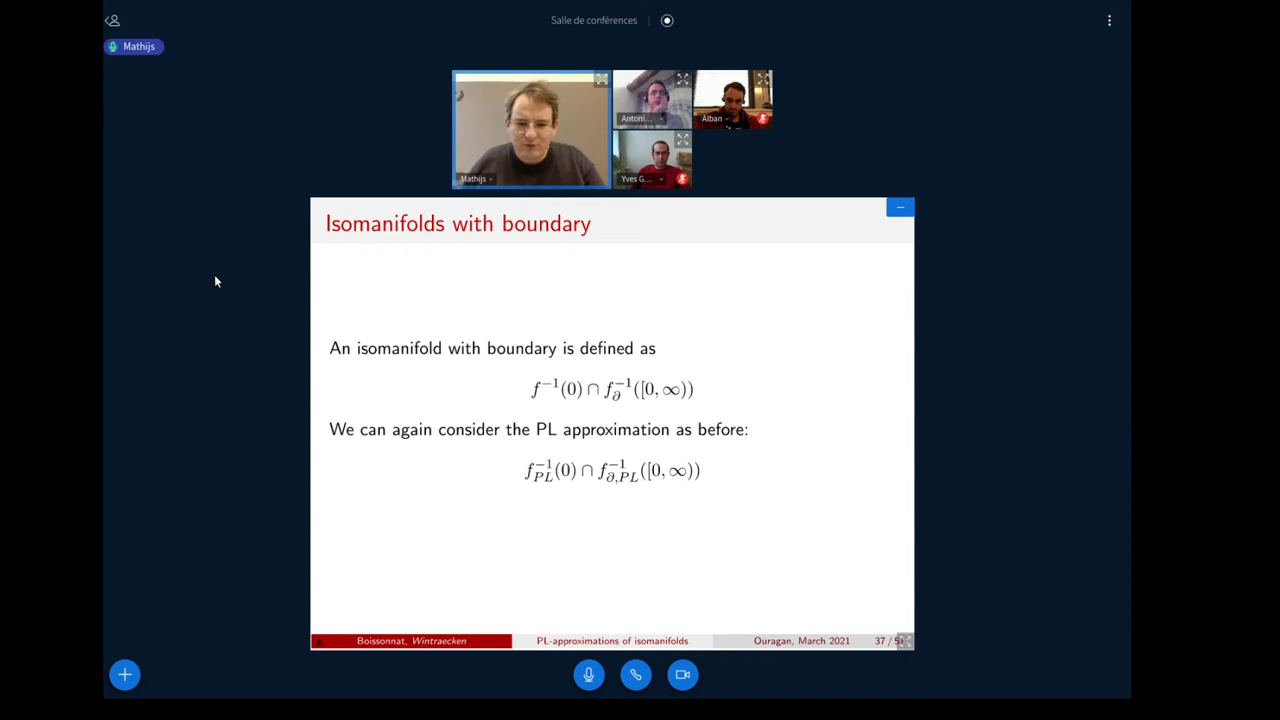 Salle de conférences
Mathijs
Antoni...
Alban
Mathijs
Yves G...
Isomanifolds with boundary
An isomanifold with boundary is defined as
f⁻¹(0) ∩ f_∂⁻¹([0, ∞))
We can again consider the PL approximation as before:
f_{PL}⁻¹(0) ∩ f_{∂,PL}⁻¹([0, ∞))
Boissonnat, Wintraecken
PL-approximations of isomanifolds
Ouragan, March 2021
37 /